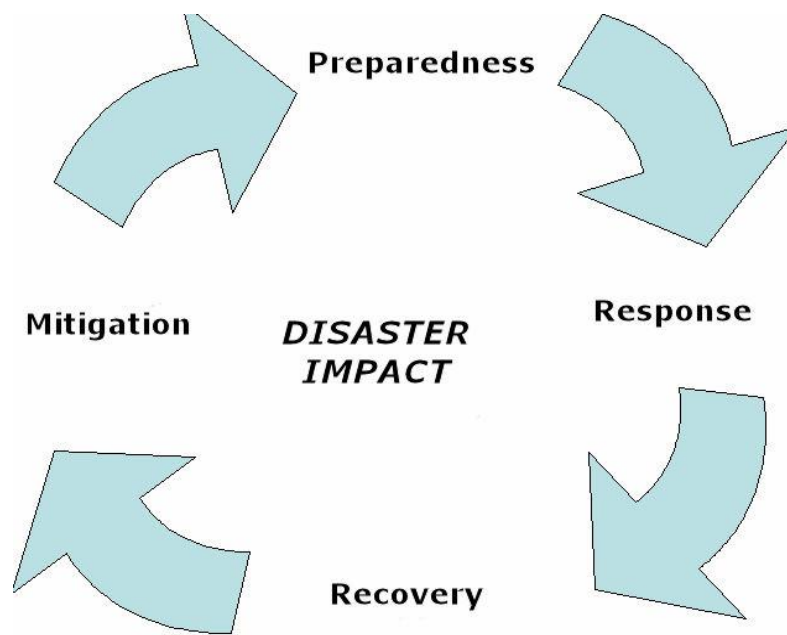 Preparedness
Response
Mitigation
DISASTER
IMPACT
Recovery